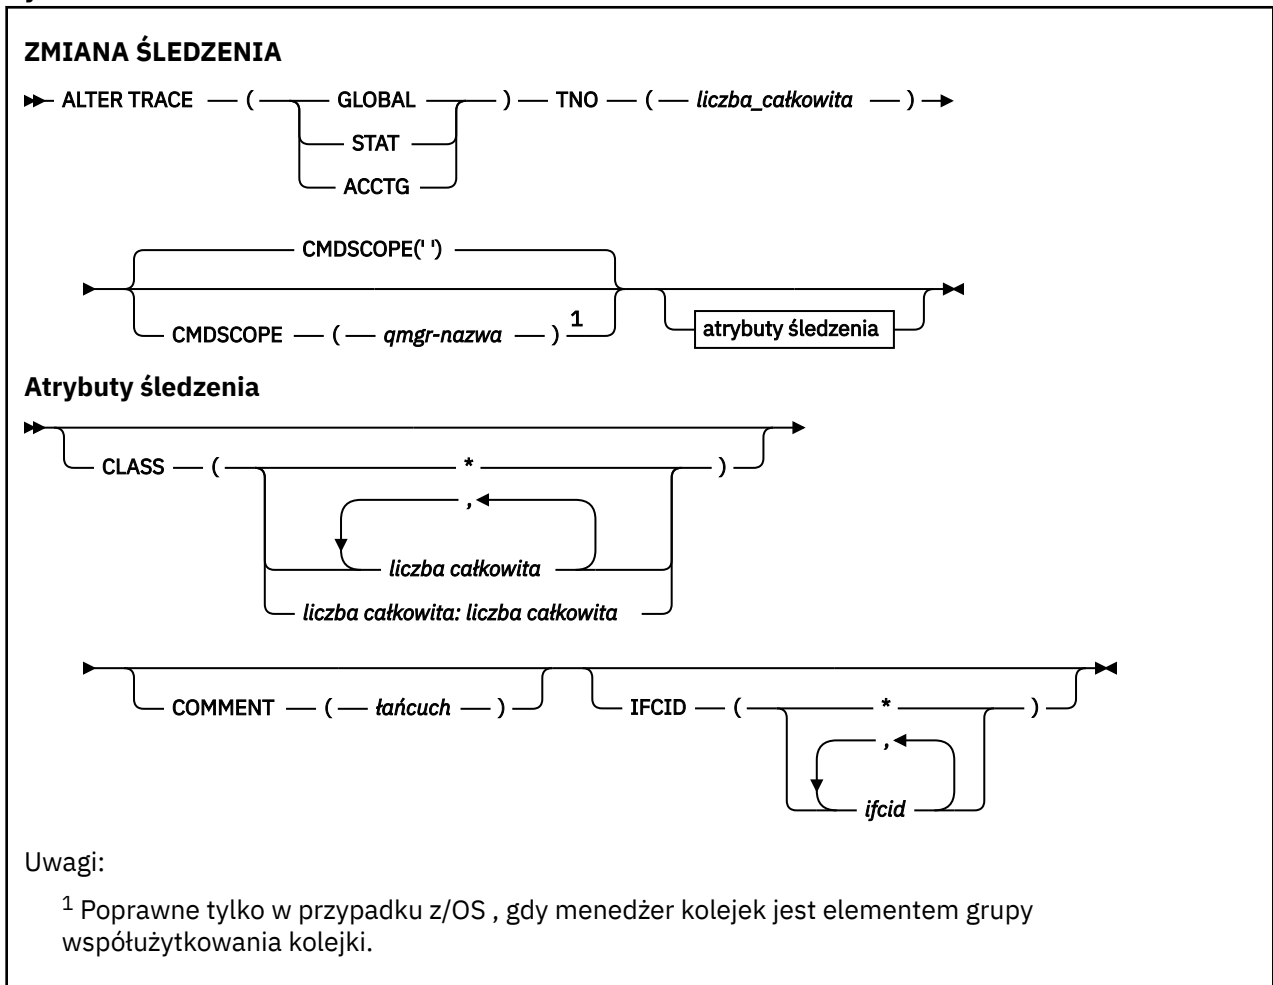 ZMIANA ŚLEDZENIA
ALTER TRACE ( GLOBAL ) TNO ( liczba_całkowita )
STAT
ACCTG
CMDSCOPE(' ')
CMDSCOPE ( qmgr-nazwa ) 1
atrybuty śledzenia
Atrybuty śledzenia
CLASS ( * )
,
liczba całkowita
liczba całkowita: liczba całkowita
COMMENT ( łańcuch ) IFCID ( * )
,
ifcid
Uwagi:
1 Poprawne tylko w przypadku z/OS , gdy menedżer kolejek jest elementem grupy
współużytkowania kolejki.